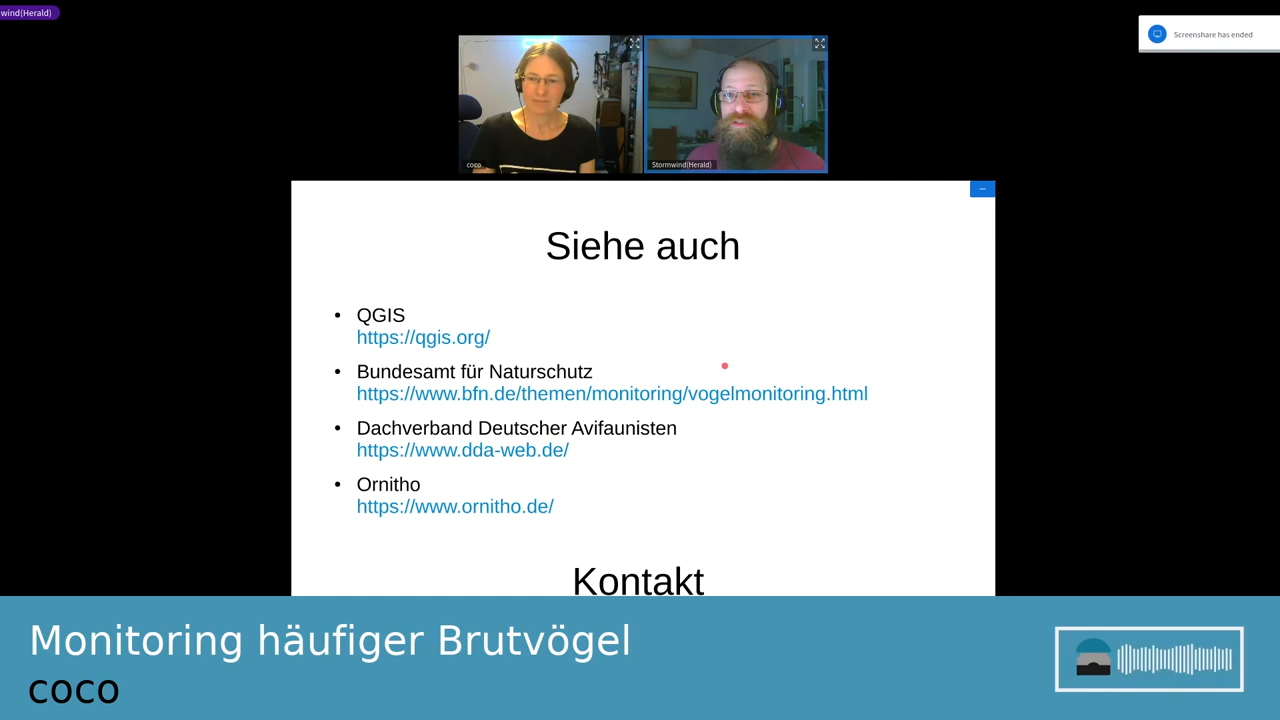 wind(Herald)
Screenshare has ended
coco
Stormwind(Herald)
Siehe auch
• QGIS
https://qgis.org/
• Bundesamt für Naturschutz
https://www.bfn.de/themen/monitoring/vogelmonitoring.html
• Dachverband Deutscher Avifaunisten
https://www.dda-web.de/
• Ornitho
https://www.ornitho.de/
Kontakt
Monitoring häufiger Brutvögel
coco